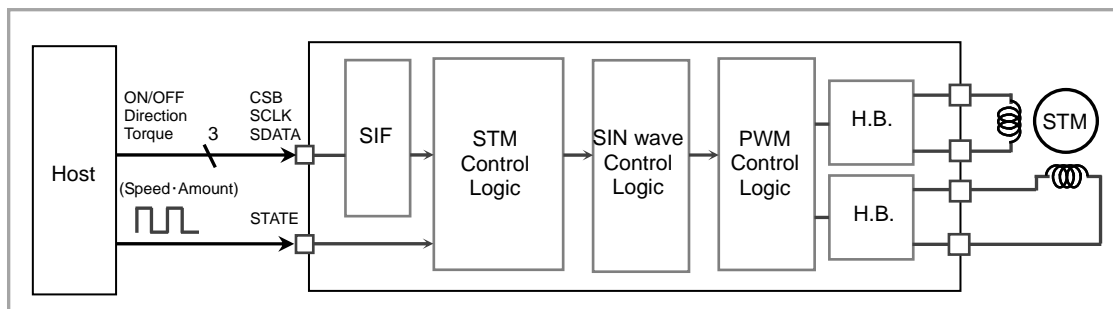 Host
ON/OFF
Direction
Torque
3
CSB
SCLK
SDATA
(Speed･Amount)
STATE
SIF
STM
Control
Logic
SIN wave
Control
Logic
PWM
Control
Logic
H.B.
H.B.
STM